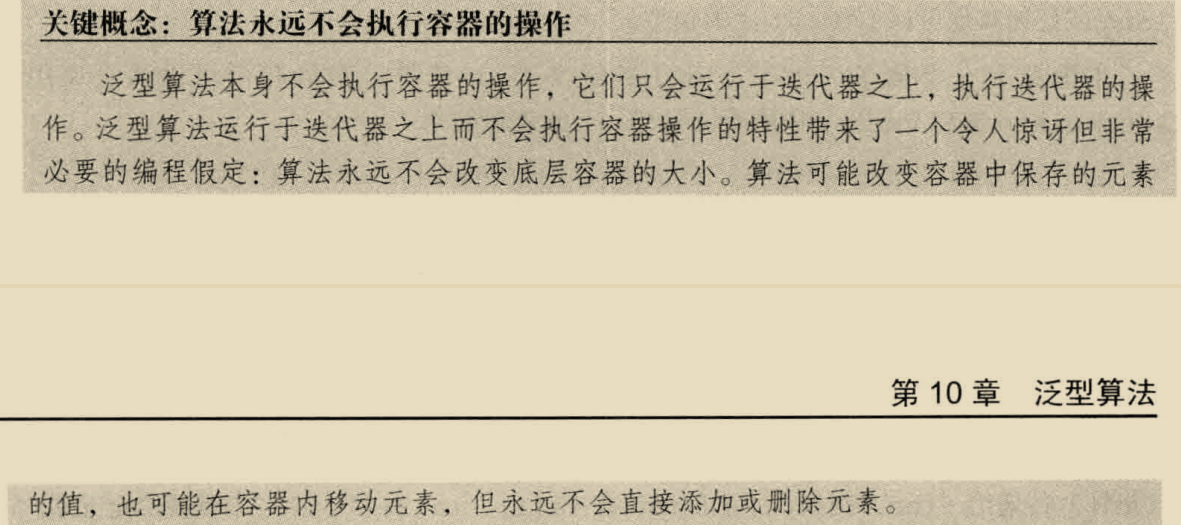 关键概念：算法永远不会执行容器的操作
泛型算法本身不会执行容器的操作，它们只会运行于迭代器之上，执行迭代器的操
作。泛型算法运行于迭代器之上而不会执行容器操作的特性带来了一个令人惊讶但非常
必要的编程假定：算法永远不会改变底层容器的大小。算法可能改变容器中保存的元素
第 10 章　泛型算法
的值，也可能在容器内移动元素，但永远不会直接添加或删除元素。